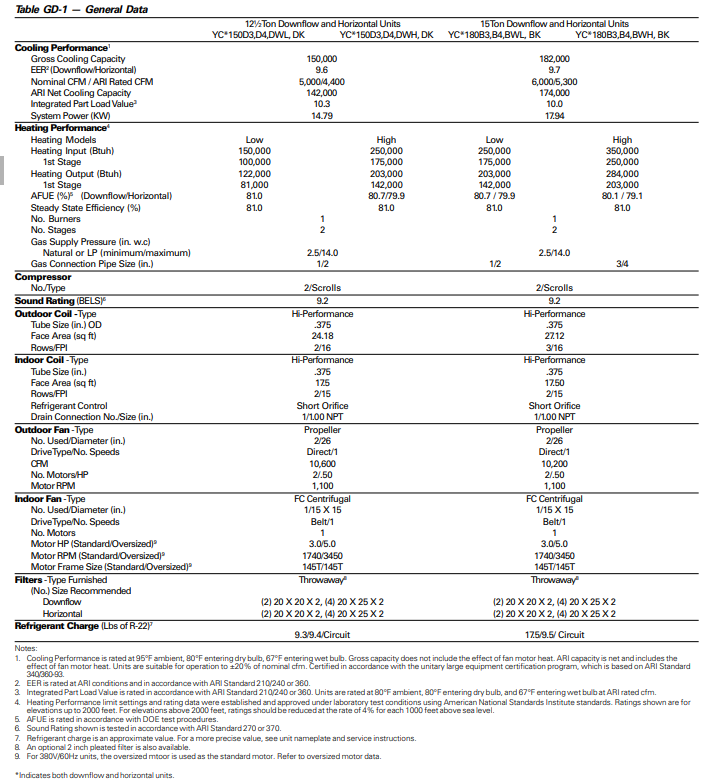 Table GD-1 — General Data
12½Ton Downflow and Horizontal Units 15Ton Downflow and Horizontal Units
YC*150D3,D4,DWL, DK YC*150D3,D4,DWH, DK YC*180B3,B4,BWL, BK YC*180B3,B4,BWH, BK
Cooling Performance¹
Gross Cooling Capacity 150,000 182,000
EER² (Downflow/Horizontal) 9.6 9.7
Nominal CFM / ARI Rated CFM 5,000/4,400 6,000/5,300
ARI Net Cooling Capacity 142,000 174,000
Integrated Part Load Value³ 10.3 10.0
System Power (KW) 14.79 17.94
Heating Performance⁴
Heating Models Low High Low High
Heating Input (Btuh) 150,000 250,000 250,000 350,000
1st Stage 100,000 175,000 175,000 250,000
Heating Output (Btuh) 122,000 203,000 203,000 284,000
1st Stage 81,000 142,000 142,000 203,000
AFUE (%)⁵ (Downflow/Horizontal) 81.0 80.7/79.9 80.7 / 79.9 80.1 / 79.1
Steady State Efficiency (%) 81.0 81.0 81.0 81.0
No. Burners 1 1
No. Stages 2 2
Gas Supply Pressure (in. w.c)
Natural or LP (minimum/maximum) 2.5/14.0 2.5/14.0
Gas Connection Pipe Size (in.) 1/2 1/2 3/4
Compressor
No./Type 2/Scrolls 2/Scrolls
Sound Rating (BELS)⁶ 9.2 9.2
Outdoor Coil - Type Hi-Performance Hi-Performance
Tube Size (in.) OD .375 .375
Face Area (sq ft) 24.18 27.12
Rows/FPI 2/16 3/16
Indoor Coil - Type Hi-Performance Hi-Performance
Tube Size (in.) .375 .375
Face Area (sq ft) 17.5 17.50
Rows/FPI 2/15 2/15
Refrigerant Control Short Orifice Short Orifice
Drain Connection No./Size (in.) 1/1.00 NPT 1/1.00 NPT
Outdoor Fan - Type Propeller Propeller
No. Used/Diameter (in.) 2/26 2/26
Drive Type/No. Speeds Direct/1 Direct/1
CFM 10,600 10,200
No. Motors/HP 2/.50 2/.50
Motor RPM 1,100 1,100
Indoor Fan - Type FC Centrifugal FC Centrifugal
No. Used/Diameter (in.) 1/15 X 15 1/15 X 15
Drive Type/No. Speeds Belt/1 Belt/1
No. Motors 1 1
Motor HP (Standard/Oversized)⁹ 3.0/5.0 3.0/5.0
Motor RPM (Standard/Oversized)⁹ 1740/3450 1740/3450
Motor Frame Size (Standard/Oversized)⁹ 145T/145T 145T/145T
Filters - Type Furnished Throwaway⁸ Throwaway⁸
(No.) Size Recommended
Downflow (2) 20 X 20 X 2, (4) 20 X 25 X 2 (2) 20 X 20 X 2, (4) 20 X 25 X 2
Horizontal (2) 20 X 20 X 2, (4) 20 X 25 X 2 (2) 20 X 20 X 2, (4) 20 X 25 X 2
Refrigerant Charge (Lbs of R-22)⁷
9.3/9.4/Circuit 17.5/9.5/ Circuit
Notes:
1. Cooling Performance is rated at 95°F ambient, 80°F entering dry bulb, 67°F entering wet bulb. Gross capacity does not include the effect of fan motor heat. ARI capacity is net and includes the
effect of fan motor heat. Units are suitable for operation to ±20% of nominal cfm. Certified in accordance with the unitary large equipment certification program, which is based on ARI Standard
340/360-93.
2. EER is rated at ARI conditions and in accordance with ARI Standard 210/240 or 360.
3. Integrated Part Load Value is rated in accordance with ARI Standard 210/240 or 360. Units are rated at 80°F ambient, 80°F entering dry bulb, and 67°F entering wet bulb at ARI rated cfm.
4. Heating Performance limit settings and rating data were established and approved under laboratory test conditions using American National Standards Institute standards. Ratings shown are for
elevations up to 2000 feet. For elevations above 2000 feet, ratings should be reduced at the rate of 4% for each 1000 feet above sea level.
5. AFUE is rated in accordance with DOE test procedures.
6. Sound Rating shown is tested in accordance with ARI Standard 270 or 370.
7. Refrigerant charge is an approximate value. For a more precise value, see unit nameplate and service instructions.
8. An optional 2 inch pleated filter is also available.
9. For 380V/60Hz units, the oversized mtoor is used as the standard motor. Refer to oversized motor data.
*Indicates both downflow and horizontal units.